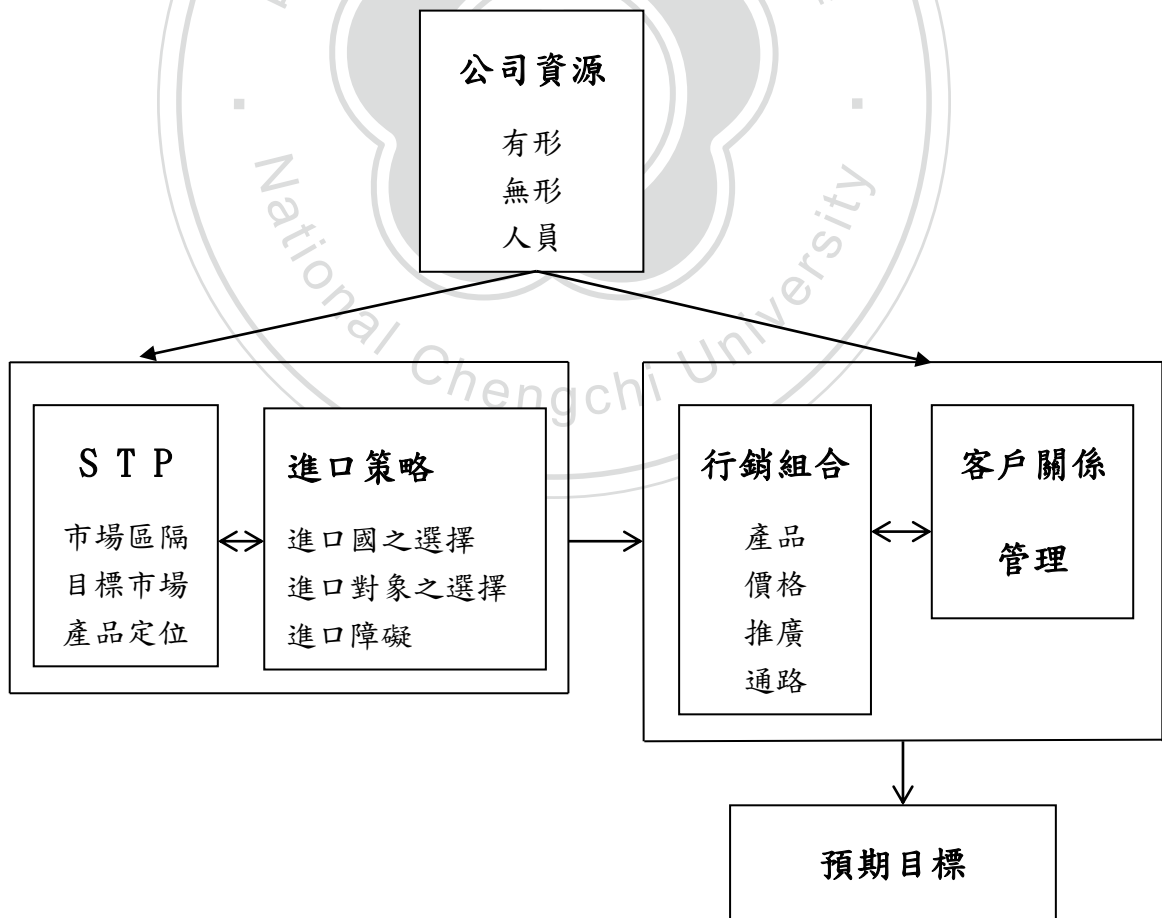 公司資源
有形
無形
人員
National Chengchi University
S T P
市場區隔
目標市場
產品定位
進口策略
進口國之選擇
進口對象之選擇
進口障礙
行銷組合
產品
價格
推廣
通路
客戶關係
管理
預期目標